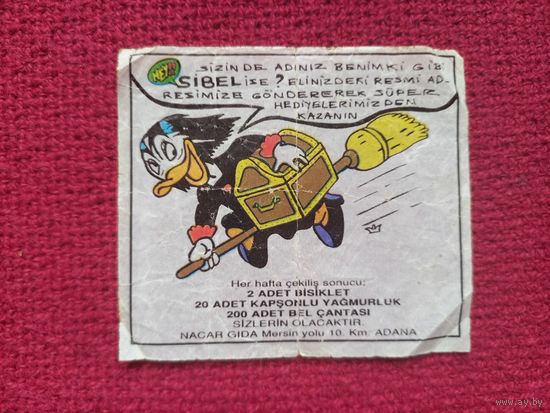 HEY!!
SİZİN DE ADINIZ BENİMKİ GİB
SİBEL İSE? ELİNİZDEKİ RESMİ AD-
RESİMİZE GÖNDEREREK SÜPER
HEDİYELERİMİZDEN
KAZANIN
Her hafta çekiliş sonucu:
2 ADET BİSİKLET
20 ADET KAPŞONLU YAĞMURLUK
200 ADET BEL ÇANTASI
SİZLERİN OLACAKTIR.
NACAR GIDA Mersin yolu 10. Km. ADANA
www.ay.by